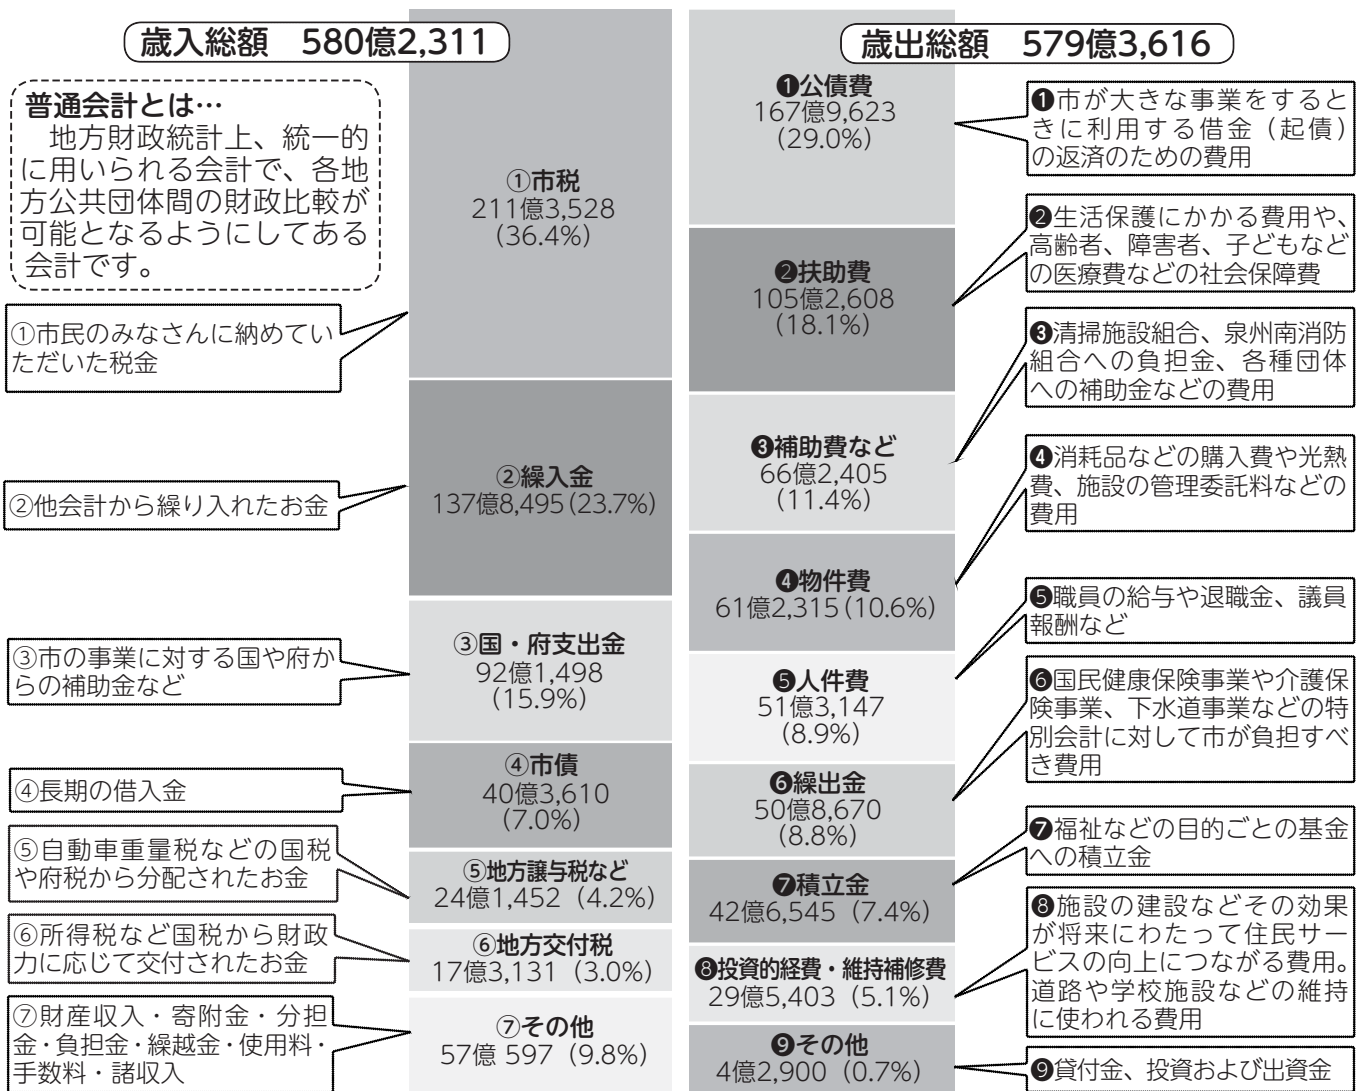 歳入総額　580億2,311
普通会計とは…
　地方財政統計上、統一的
に用いられる会計で、各地
方公共団体間の財政比較が
可能となるようにしてある
会計です。
①市民のみなさんに納めてい
ただいた税金
②他会計から繰り入れたお金
③市の事業に対する国や府か
らの補助金など
④長期の借入金
⑤自動車重量税などの国税
や府税から分配されたお金
⑥所得税など国税から財政
力に応じて交付されたお金
⑦財産収入・寄附金・分担
金・負担金・繰越金・使用料・
手数料・諸収入
①市税
211億3,528
(36.4%)
②繰入金
137億8,495(23.7%)
③国・府支出金
92億1,498
(15.9%)
④市債
40億3,610
(7.0%)
⑤地方譲与税など
24億1,452 (4.2%)
⑥地方交付税
17億3,131 (3.0%)
⑦その他
57億 597 (9.8%)
歳出総額　579億3,616
❶公債費
167億9,623
(29.0%)
❷扶助費
105億2,608
(18.1%)
❸補助費など
66億2,405
(11.4%)
❹物件費
61億2,315(10.6%)
❺人件費
51億3,147
(8.9%)
❻繰出金
50億8,670
(8.8%)
❼積立金
42億6,545 (7.4%)
❽投資的経費・維持補修費
29億5,403 (5.1%)
❾その他
4億2,900 (0.7%)
❶市が大きな事業をすると
きに利用する借金（起債）
の返済のための費用
❷生活保護にかかる費用や、
高齢者、障害者、子どもなど
の医療費などの社会保障費
❸清掃施設組合、泉州南消防
組合への負担金、各種団体
への補助金などの費用
❹消耗品などの購入費や光熱
費、施設の管理委託料などの
費用
❺職員の給与や退職金、議員
報酬など
❻国民健康保険事業や介護保
険事業、下水道事業などの特
別会計に対して市が負担すべ
き費用
❼福祉などの目的ごとの基金
への積立金
❽施設の建設などその効果
が将来にわたって住民サー
ビスの向上につながる費用。
道路や学校施設などの維持
に使われる費用
❾貸付金、投資および出資金